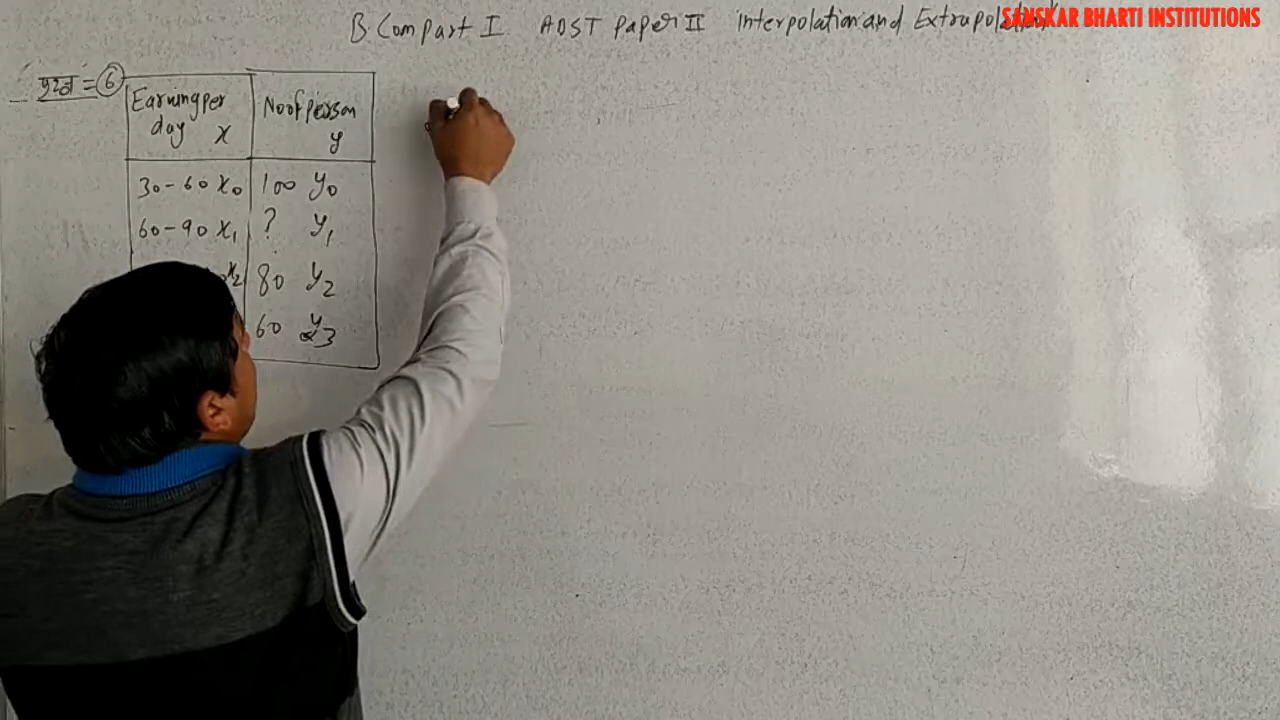 B.Com part I ADST paper II Interpolation and Extrapolation
SANSKAR BHARTI INSTITUTIONS
प्रश्न = 6
Earning per day x No of person y
30-60 x0 100 y0
60-90 x1 ? y1
x2 80 y2
60 y3